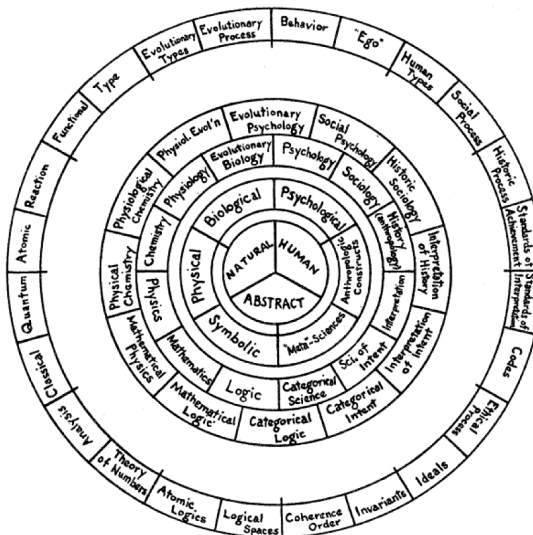 Behavior
"Ego"
Human
Types
Social
Process
Historic
Process
Standards of
Achievement
Standards of
Interpretation
Codes
Ethical
Process
Ideals
Invariants
Coherence
Order
Logical
Spaces
Atomic
Logics
Theory
of Numbers
Analysis
Classical
Quantum
Atomic
Reaction
Functional
Type
Evolutionary
Types
Evolutionary
Process
Evolutionary
Psychology
Social
Psychology
Historic
Sociology
Interpretation
of History
Interpretation
of Intent
Categorical
Intent
Categorical
Logic
Mathematical
Logic
Mathematical
Physics
Physical
Chemistry
Physiological
Chemistry
Physiol. Evol'n
Evolutionary
Biology
Psychology
Sociology
History
(Anthropology)
Interpretation
Sci. of
Intent
Categorical
Science
Logic
Mathematics
Physics
Chemistry
Physiology
Biological
Psychological
Anthropologic
Constructs
"Meta"-Sciences
Symbolic
Physical
NATURAL
HUMAN
ABSTRACT